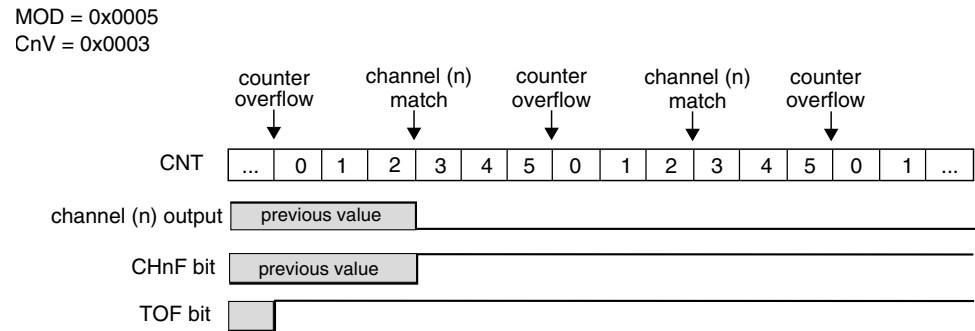 MOD = 0x0005
CnV = 0x0003
counter overflow
channel (n) match
counter overflow
channel (n) match
counter overflow
CNT ... 0 1 2 3 4 5 0 1 2 3 4 5 0 1 ...
channel (n) output previous value
CHnF bit previous value
TOF bit